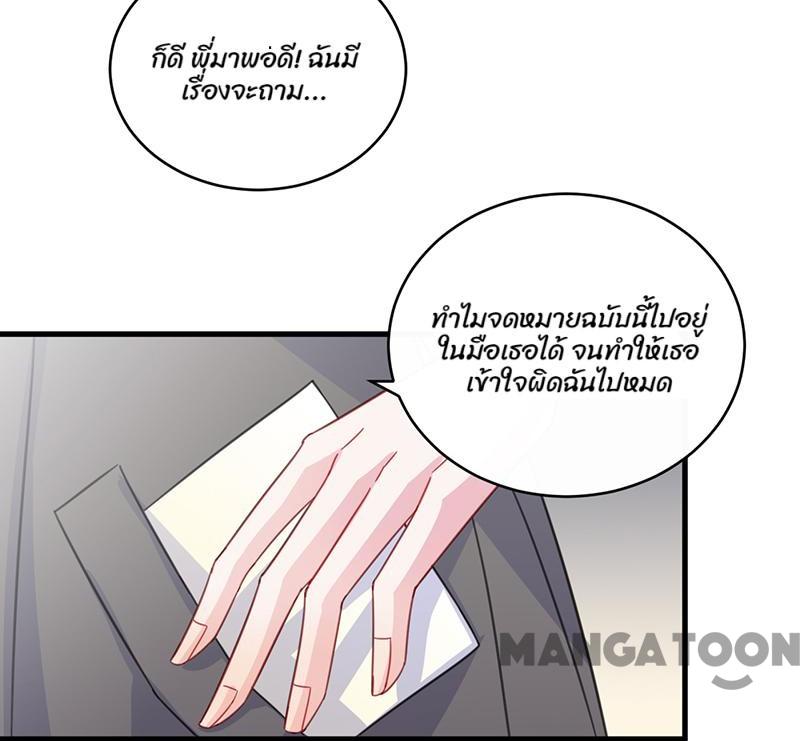 ก็ดี พี่มาพอดี! ฉันมี
เรื่องจะถาม...
ทำไมจดหมายฉบับนี้ไปอยู่
ในมือเธอได้ จนทำให้เธอ
เข้าใจผิดฉันไปหมด
MANGATOON